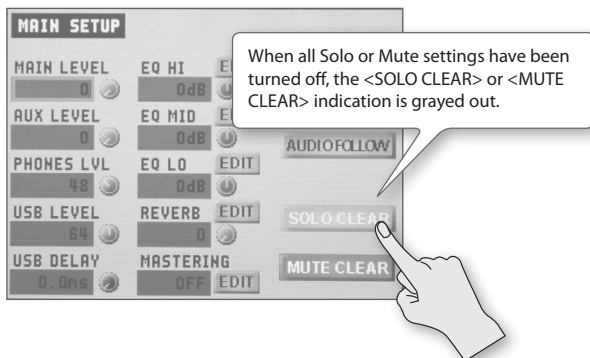 MAIN SETUP
When all Solo or Mute settings have been
turned off, the <SOLO CLEAR> or <MUTE
CLEAR> indication is grayed out.
MAIN LEVEL EQ HI
0 0dB
AUX LEVEL EQ MID
0 0dB
AUDIO FOLLOW
PHONES LVL EQ LO EDIT
48 0dB
USB LEVEL REVERB EDIT
64 0
SOLO CLEAR
USB DELAY MASTERING
0.0ms OFF EDIT
MUTE CLEAR